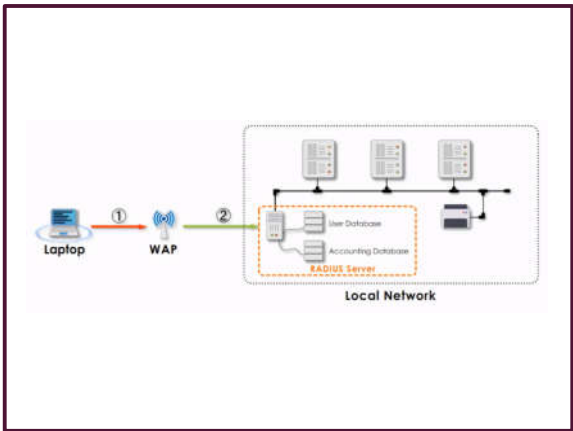 ①
②
Laptop
WAP
User Database
Accounting Database
RADIUS Server
Local Network